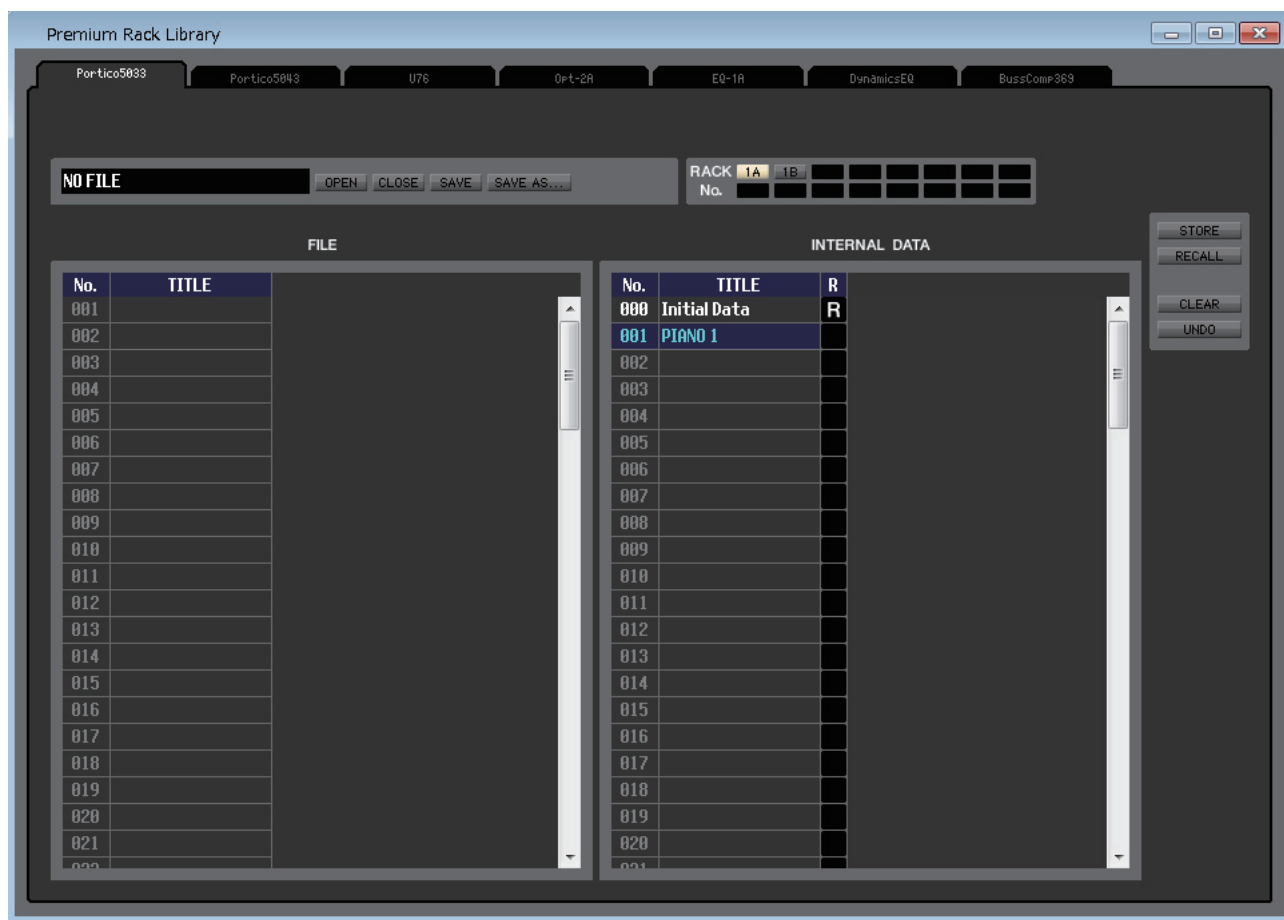 Premium Rack Library
Portico5033 Portico5043 U76 Opt-2A EQ-1A DynamicsEQ BussComp369
NO FILE OPEN CLOSE SAVE SAVE AS... RACK 1A 1B
No.
FILE INTERNAL DATA STORE
RECALL
No. TITLE No. TITLE R
001 000 Initial Data R CLEAR
002 001 PIANO 1 UNDO
003 002
004 003
005 004
006 005
007 006
008 007
009 008
010 009
011 010
012 011
013 012
014 013
015 014
016 015
017 016
018 017
019 018
020 019
021 020